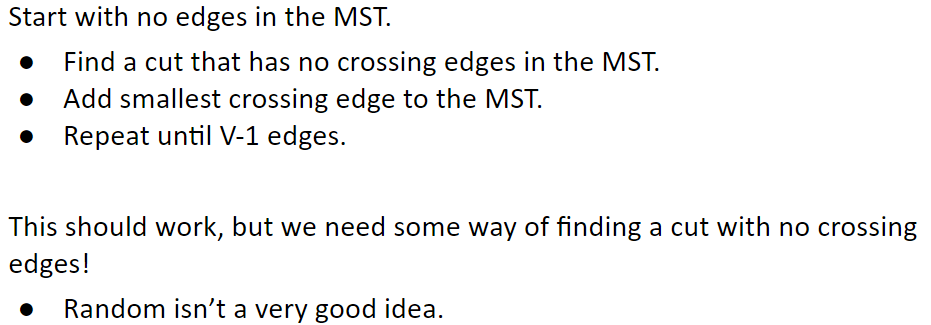 Start with no edges in the MST.
● Find a cut that has no crossing edges in the MST.
● Add smallest crossing edge to the MST.
● Repeat until V-1 edges.
This should work, but we need some way of finding a cut with no crossing
edges!
● Random isn’t a very good idea.